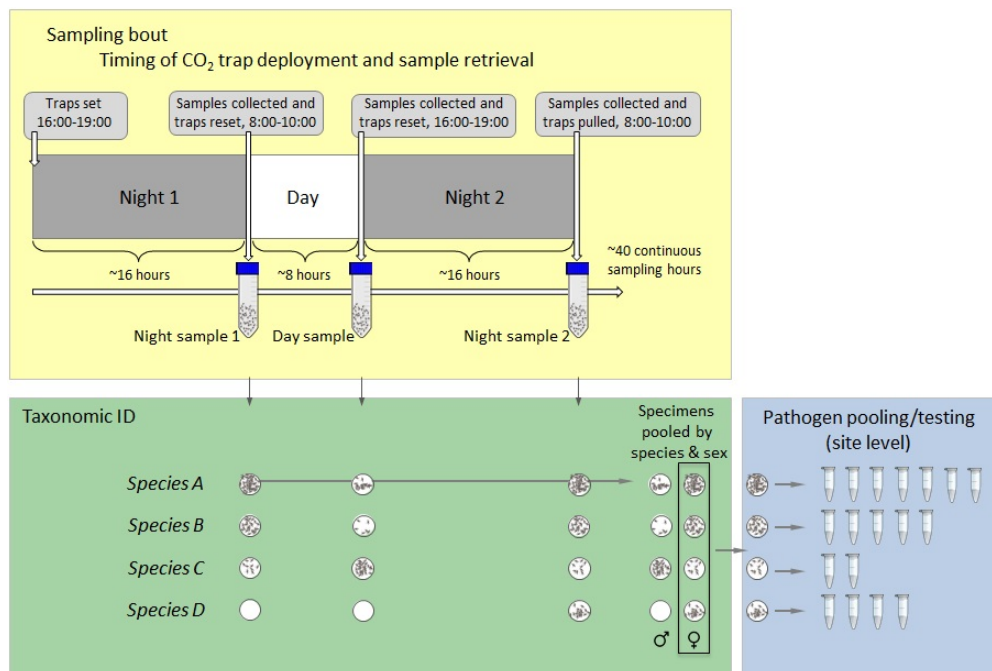 Sampling bout
Timing of CO₂ trap deployment and sample retrieval
Traps set
16:00-19:00
Samples collected and
traps reset, 8:00-10:00
Samples collected and
traps reset, 16:00-19:00
Samples collected and
traps pulled, 8:00-10:00
Night 1
Day
Night 2
~16 hours
~8 hours
~16 hours
~40 continuous
sampling hours
Night sample 1
Day sample
Night sample 2
Taxonomic ID
Specimens
pooled by
species & sex
Species A
Species B
Species C
Species D
♂
♀
Pathogen pooling/testing
(site level)